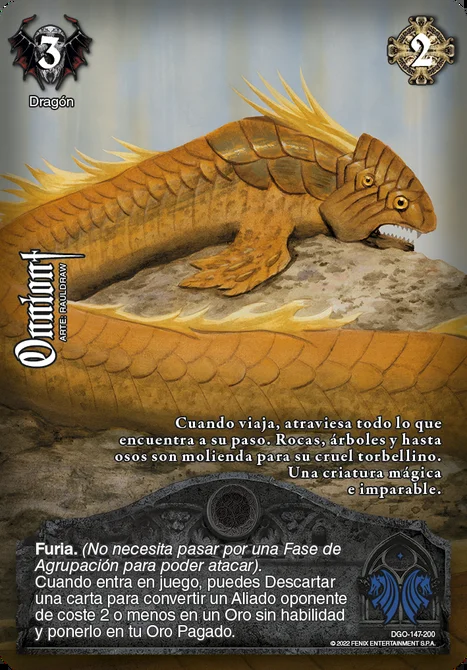 3
2
Dragón
Onniont
ARTE: RAULDRAW
Cuando viaja, atraviesa todo lo que
encuentra a su paso. Rocas, árboles y hasta
osos son molienda para su cruel torbellino.
Una criatura mágica
e imparable.
Furia. (No necesita pasar por una Fase de
Agrupación para poder atacar).
Cuando entra en juego, puedes Descartar
una carta para convertir un Aliado oponente
de coste 2 o menos en un Oro sin habilidad
y ponerlo en tu Oro Pagado.
DGO-147-200
© 2022 FENIX ENTERTAINMENT S.P.A.